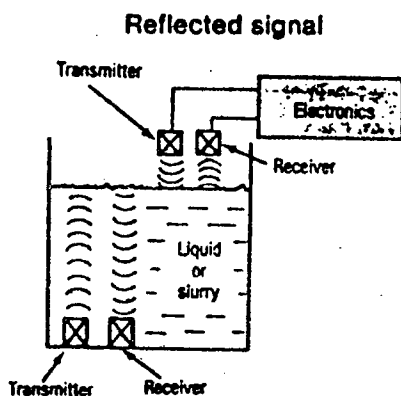 Reflected signal
Transmitter
Electronics
Receiver
Liquid
or
slurry
Transmitter
Receiver